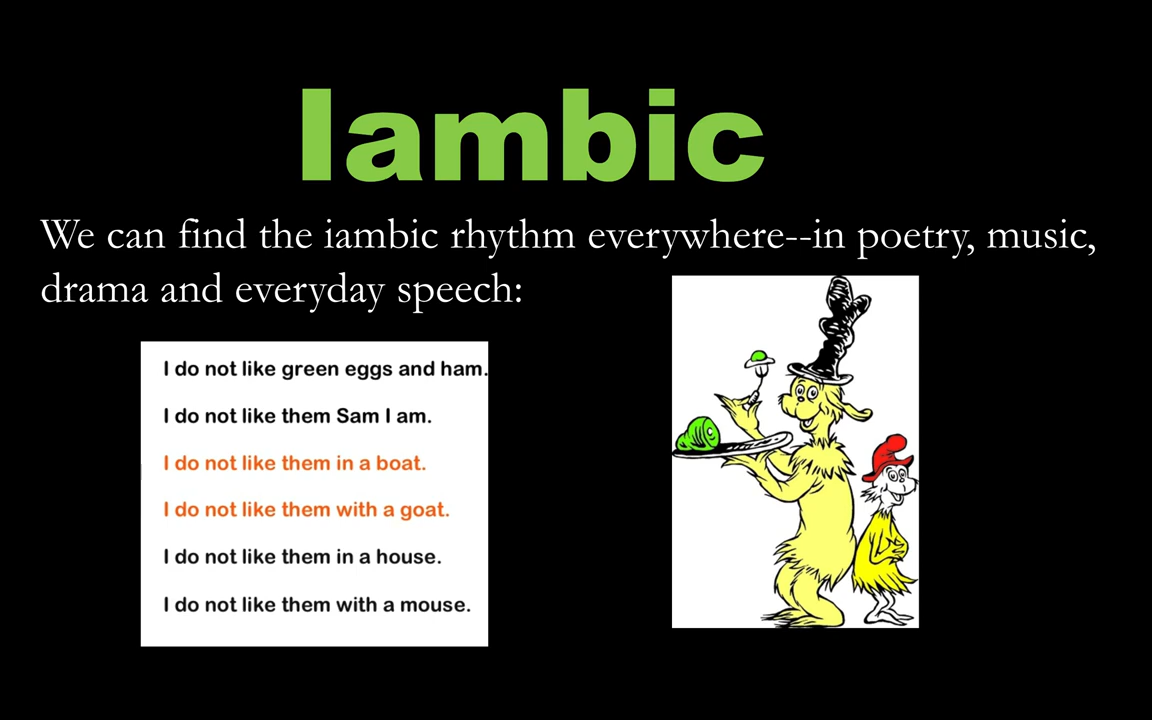 Iambic
We can find the iambic rhythm everywhere--in poetry, music,
drama and everyday speech:
I do not like green eggs and ham.
I do not like them Sam I am.
I do not like them in a boat.
I do not like them with a goat.
I do not like them in a house.
I do not like them with a mouse.